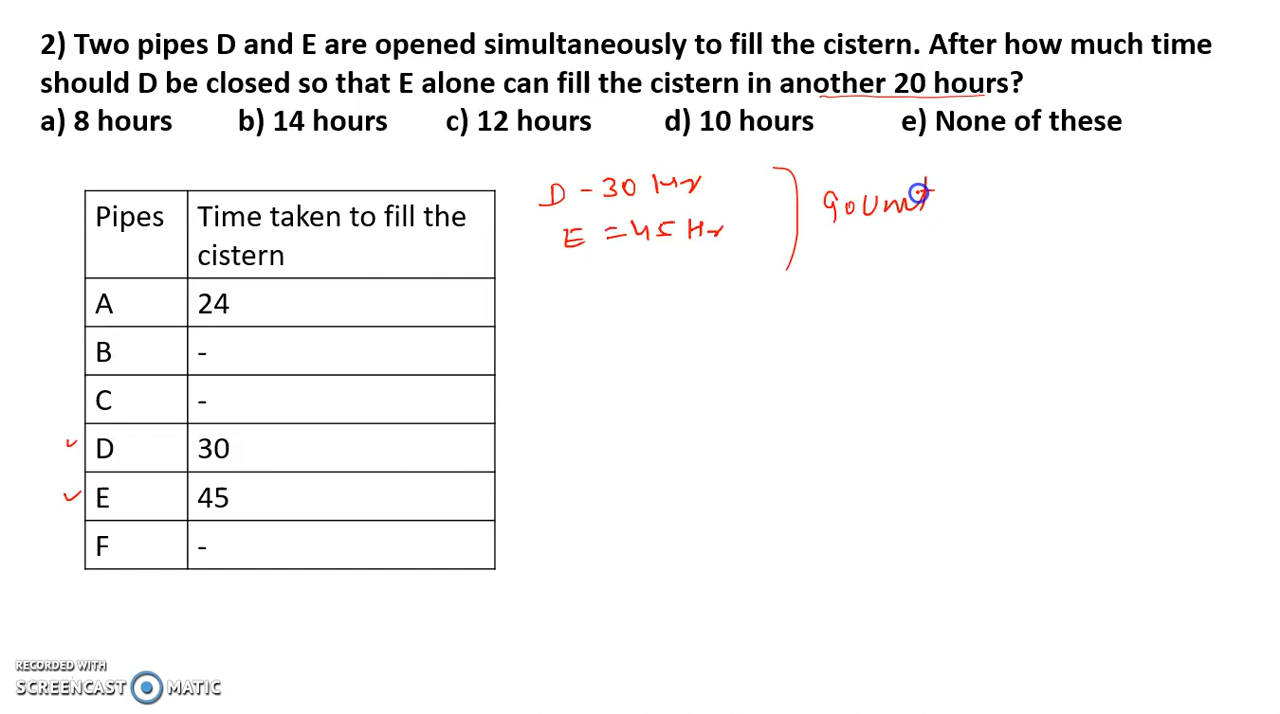 2) Two pipes D and E are opened simultaneously to fill the cistern. After how much time
should D be closed so that E alone can fill the cistern in another 20 hours?
a) 8 hours b) 14 hours c) 12 hours d) 10 hours e) None of these
D - 30 Hr
E = 45 Hr
90 Unit
Pipes Time taken to fill the
cistern
A 24
B -
C -
D 30
E 45
F -
RECORDED WITH
SCREENCAST MATIC